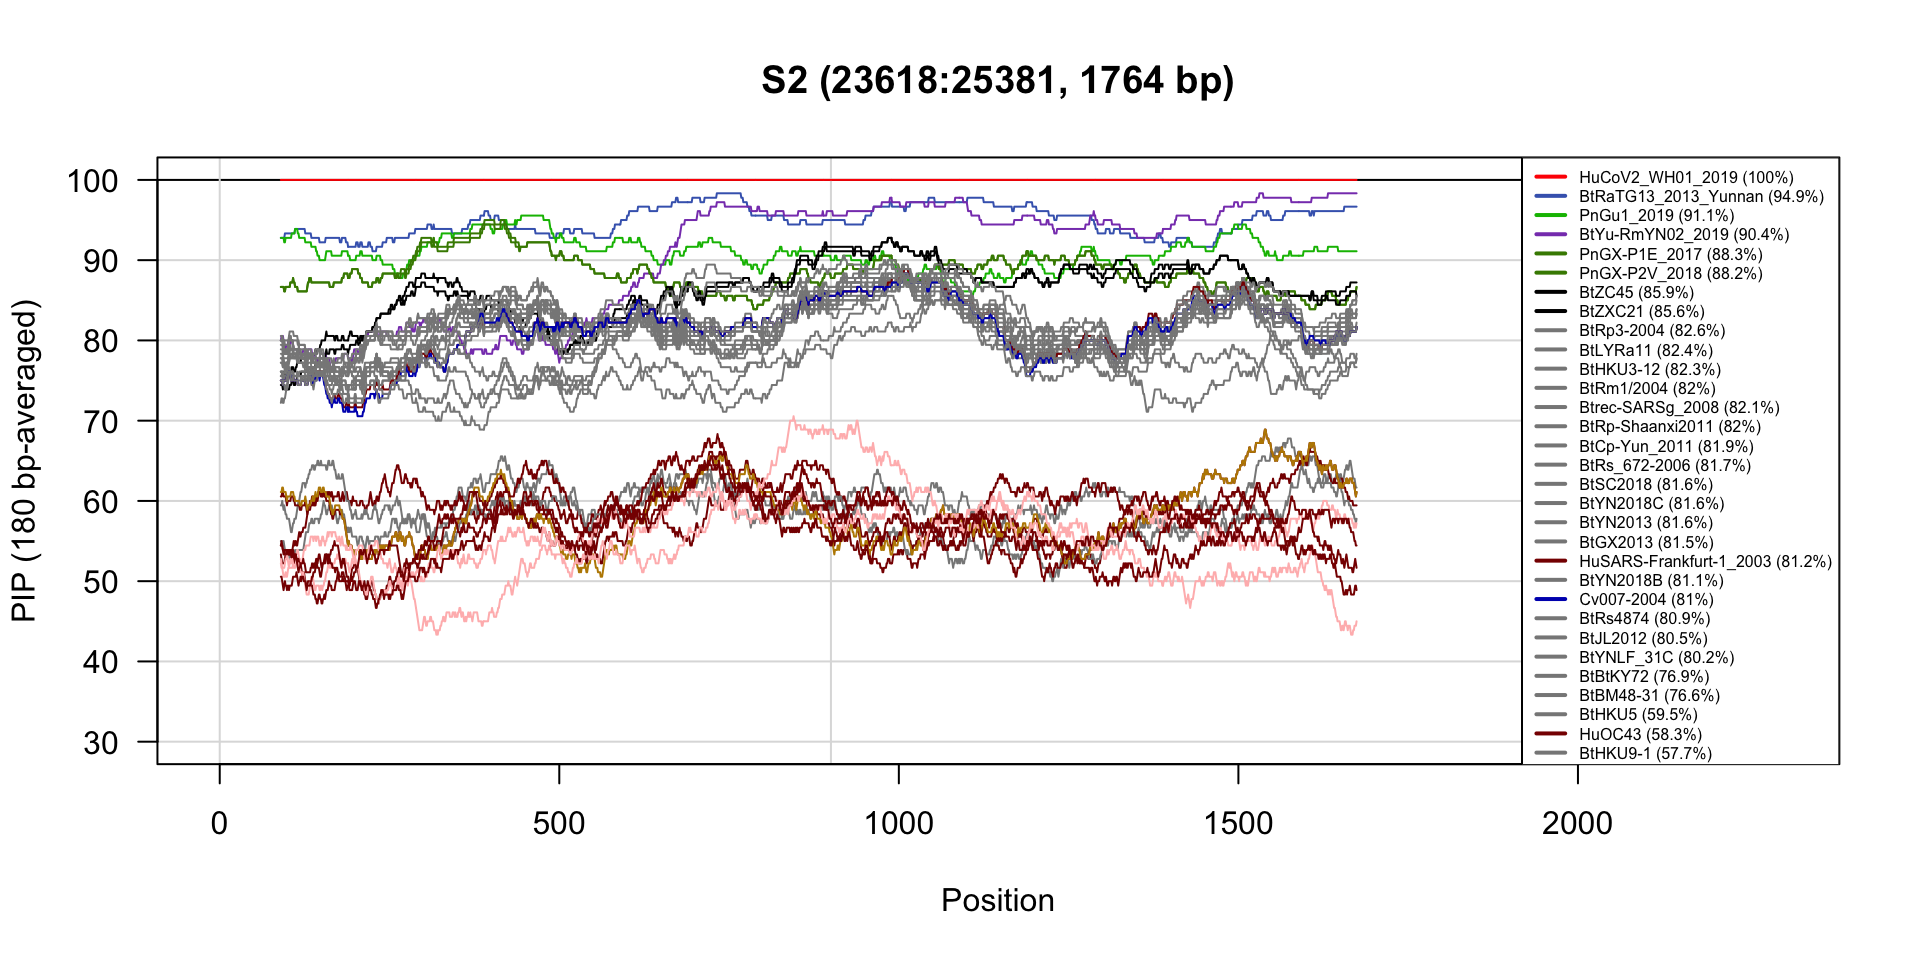 S2 (23618:25381, 1764 bp)
PIP (180 bp-averaged)
100
90
80
70
60
50
40
30
0
500
1000
1500
2000
Position
HuCoV2_WH01_2019 (100%)
BtRaTG13_2013_Yunnan (94.9%)
PnGu1_2019 (91.1%)
BtYu-RmYN02_2019 (90.4%)
PnGX-P1E_2017 (88.3%)
PnGX-P2V_2018 (88.2%)
BtZC45 (85.9%)
BtZXC21 (85.6%)
BtRp3-2004 (82.6%)
BtLYRa11 (82.4%)
BtHKU3-12 (82.3%)
BtRm1/2004 (82%)
Btrec-SARSg_2008 (82.1%)
BtRp-Shaanxi2011 (82%)
BtCp-Yun_2011 (81.9%)
BtRs_672-2006 (81.7%)
BtSC2018 (81.6%)
BtYN2018C (81.6%)
BtYN2013 (81.6%)
BtGX2013 (81.5%)
HuSARS-Frankfurt-1_2003 (81.2%)
BtYN2018B (81.1%)
Cv007-2004 (81%)
BtRs4874 (80.9%)
BtJL2012 (80.5%)
BtYNLF_31C (80.2%)
BtBtKY72 (76.9%)
BtBM48-31 (76.6%)
BtHKU5 (59.5%)
HuOC43 (58.3%)
BtHKU9-1 (57.7%)